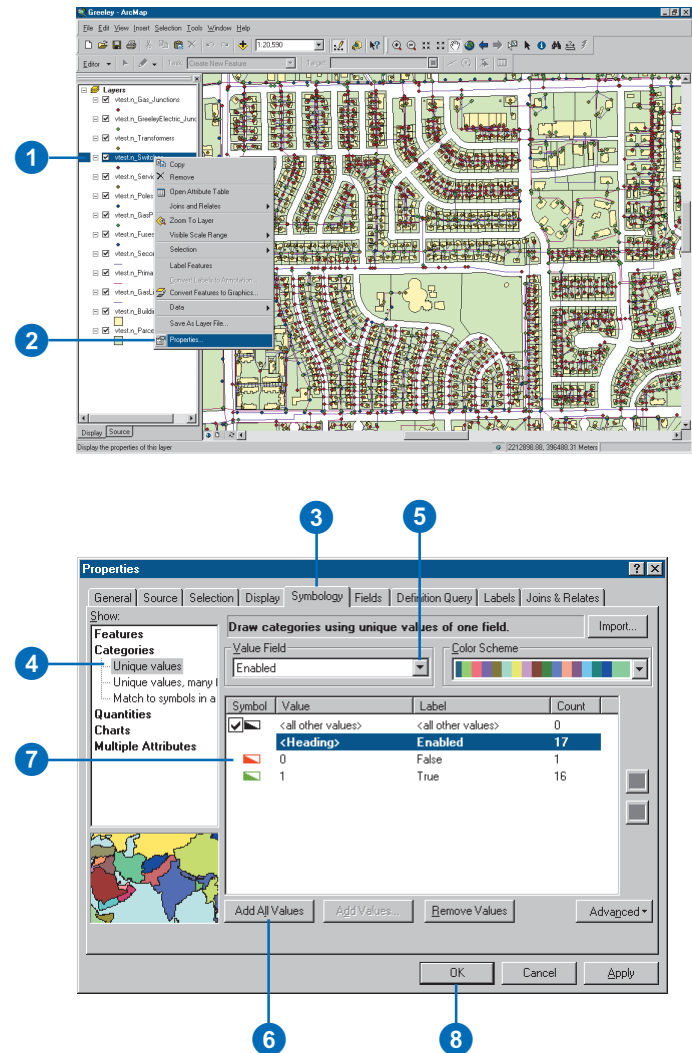 Greeley - ArcMap
File Edit View Insert Selection Tools Window Help
1:20,590
Editor Task: Create New Feature Target:
Layers
vtest.n_Gas_Junctions
vtest.n_GreeleyElectric_Junc
vtest.n_Transformers
1
vtest.n_Switches
vtest.n_Servi
vtest.n_Poles
vtest.n_GasP
vtest.n_Fuses
vtest.n_Seco
vtest.n_Prima
vtest.n_GasLi
vtest.n_Buildi
vtest.n_Parce
Copy
Remove
Open Attribute Table
Joins and Relates
Zoom To Layer
Visible Scale Range
Selection
Label Features
Convert Labels to Annotation...
Convert Features to Graphics...
Data
Save As Layer File...
2
Properties...
Display Source
Display the properties of this layer
2212898.88, 396488.31 Meters
3 5
Properties
General Source Selection Display Symbology Fields Definition Query Labels Joins & Relates
Show:
Features
Categories
4
Unique values
Unique values, many f
Match to symbols in a
Quantities
Charts
Multiple Attributes
Draw categories using unique values of one field.
Import...
Value Field
Enabled
Color Scheme
Symbol Value Label Count
<all other values> <all other values> 0
<Heading> Enabled 17
7
0 False 1
1 True 16
Add All Values Add Values... Remove Values Advanced
OK Cancel Apply
6 8